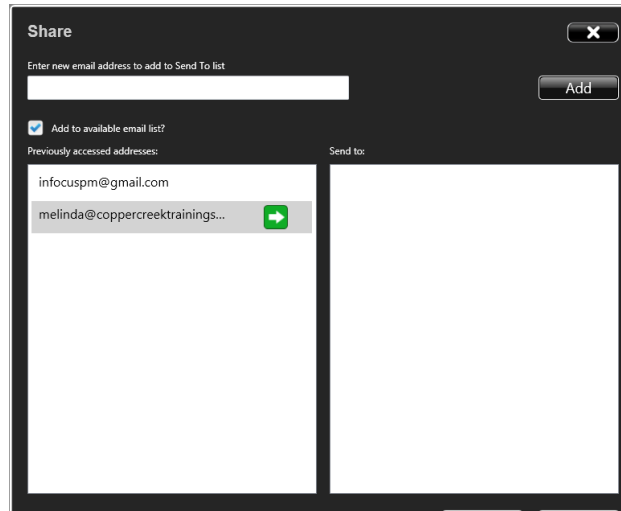 Share
Enter new email address to add to Send To list
Add
Add to available email list?
Previously accessed addresses:
Send to:
infocuspm@gmail.com
melinda@coppercreektrainings...